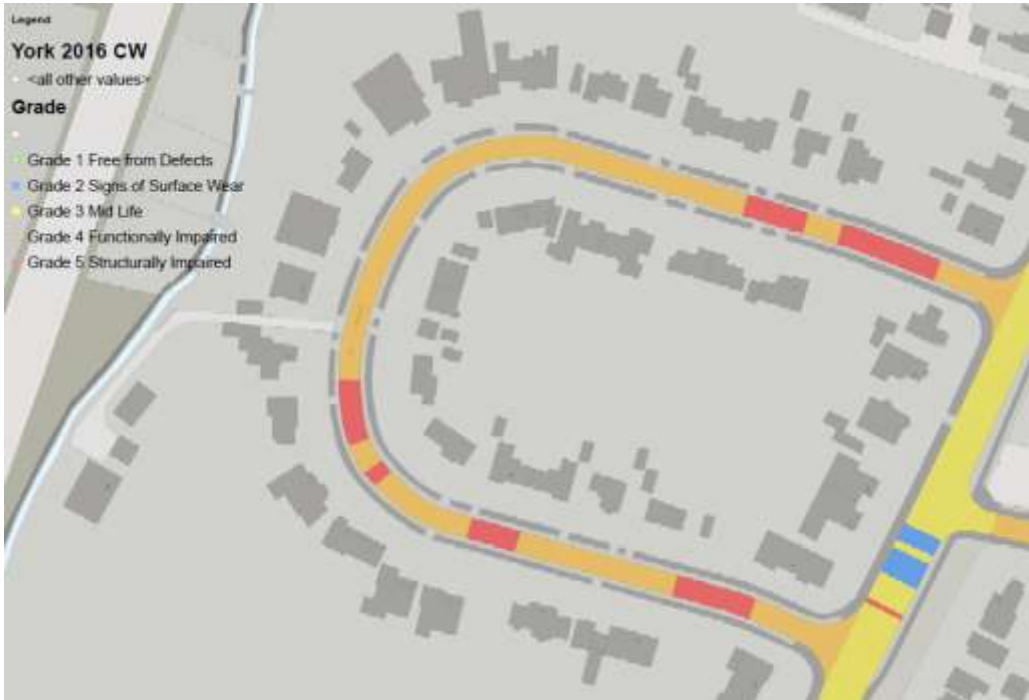 Legend
York 2016 CW
<all other values>
Grade
Grade 1 Free from Defects
Grade 2 Signs of Surface Wear
Grade 3 Mid Life
Grade 4 Functionally Impaired
Grade 5 Structurally Impaired